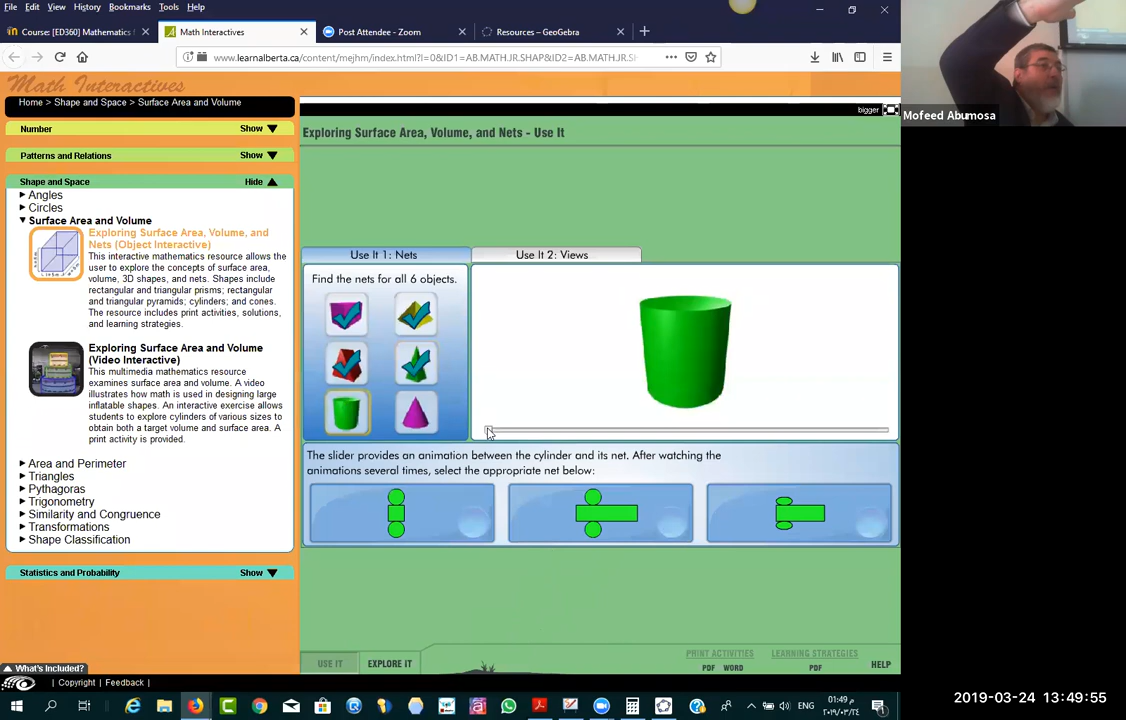 File Edit View History Bookmarks Tools Help
Course: [ED360] Mathematics f
Math Interactives
Post Attendee - Zoom
Resources – GeoGebra
www.learnalberta.ca/content/mejhm/index.html?l=0&ID1=AB.MATH.JR.SHAP&ID2=AB.MATH.JR.SH
Math Interactives
Home > Shape and Space > Surface Area and Volume
Number Show
Patterns and Relations Show
Shape and Space Hide
Angles
Circles
Surface Area and Volume
Exploring Surface Area, Volume, and
Nets (Object Interactive)
This interactive mathematics resource allows the
user to explore the concepts of surface area,
volume, 3D shapes, and nets. Shapes include
rectangular and triangular prisms; rectangular
and triangular pyramids; cylinders; and cones.
The resource includes print activities, solutions,
and learning strategies.
Exploring Surface Area and Volume
(Video Interactive)
This multimedia mathematics resource
examines surface area and volume. A video
illustrates how math is used in designing large
inflatable shapes. An interactive exercise allows
students to explore cylinders of various sizes to
obtain both a target volume and surface area. A
print activity is provided.
Area and Perimeter
Triangles
Pythagoras
Trigonometry
Similarity and Congruence
Transformations
Shape Classification
Statistics and Probability Show
What's Included?
| Copyright | Feedback |
bigger
Exploring Surface Area, Volume, and Nets - Use It
Use It 1: Nets
Use It 2: Views
Find the nets for all 6 objects.
The slider provides an animation between the cylinder and its net. After watching the
animations several times, select the appropriate net below:
USE IT
EXPLORE IT
PRINT ACTIVITIES
PDF WORD
LEARNING STRATEGIES
PDF
HELP
Mofeed Abumosa
ENG
01:49 م
٢٠١٩/٠٣/٢٤
2019-03-24 13:49:55